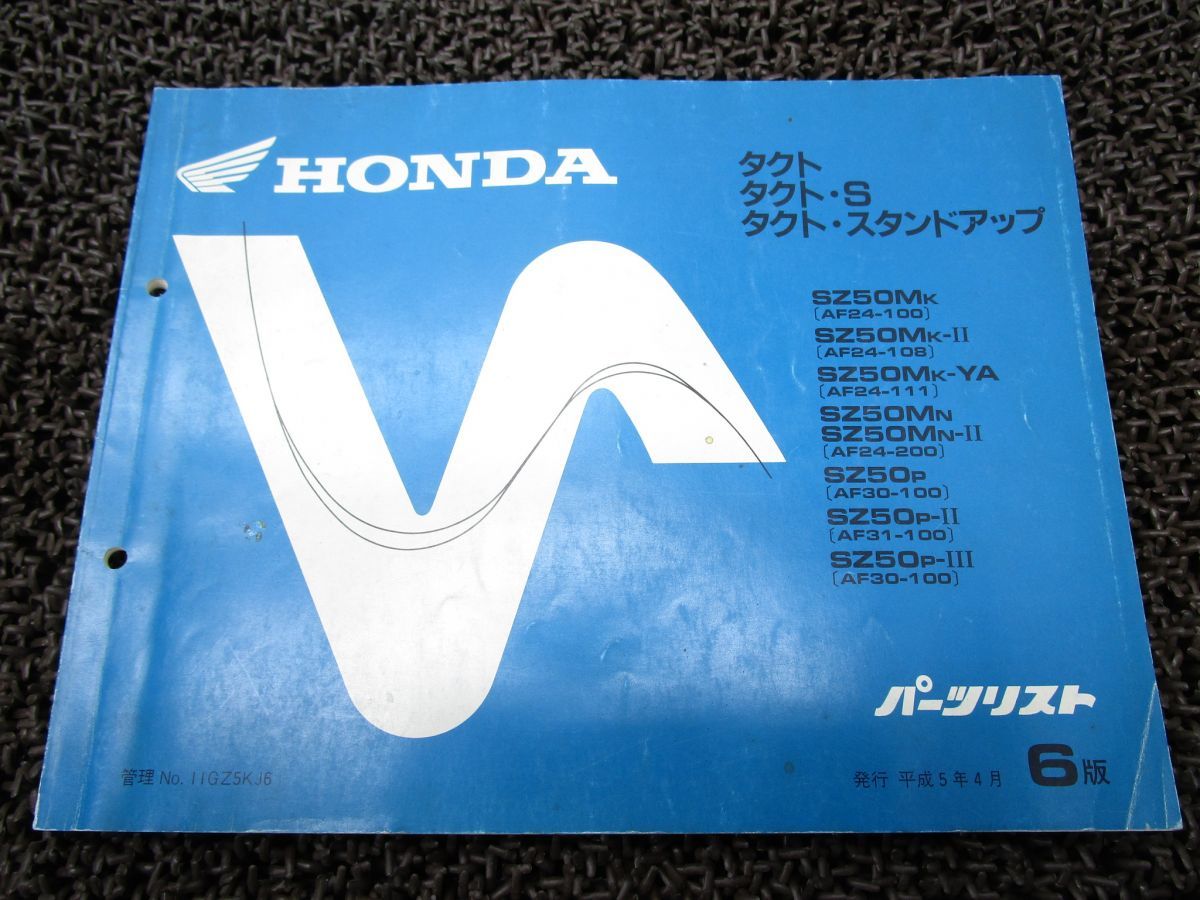 HONDA
タクト
タクト・S
タクト・スタンドアップ
SZ50MK
(AF24-100)
SZ50MK-II
(AF24-108)
SZ50MK-YA
(AF24-111)
SZ50MN
SZ50MN-II
(AF24-200)
SZ50P
(AF30-100)
SZ50P-II
(AF31-100)
SZ50P-III
(AF30-100)
パーツリスト
管理 No. 11GZ5KJ6
発行 平成5年4月 6版